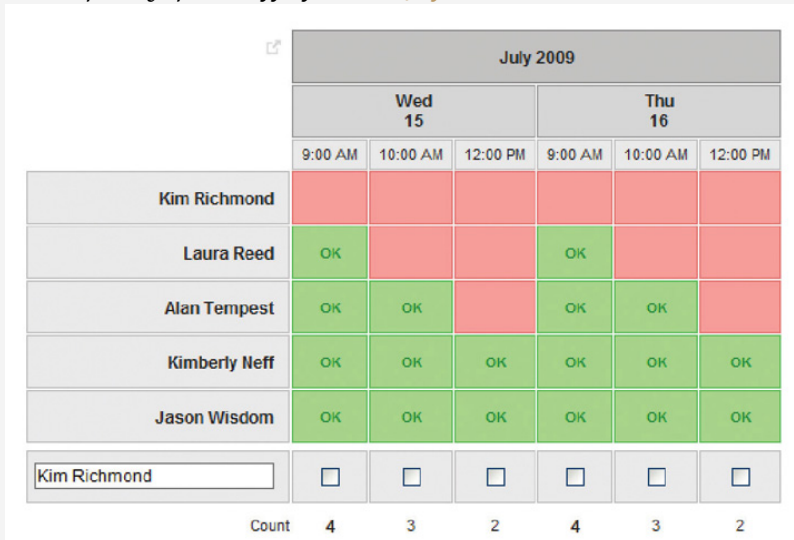 July 2009
Wed Thu
15 16
9:00 AM 10:00 AM 12:00 PM 9:00 AM 10:00 AM 12:00 PM
Kim Richmond
Laura Reed OK OK
Alan Tempest OK OK OK OK
Kimberly Neff OK OK OK OK OK OK
Jason Wisdom OK OK OK OK OK OK
Kim Richmond
Count 4 3 2 4 3 2